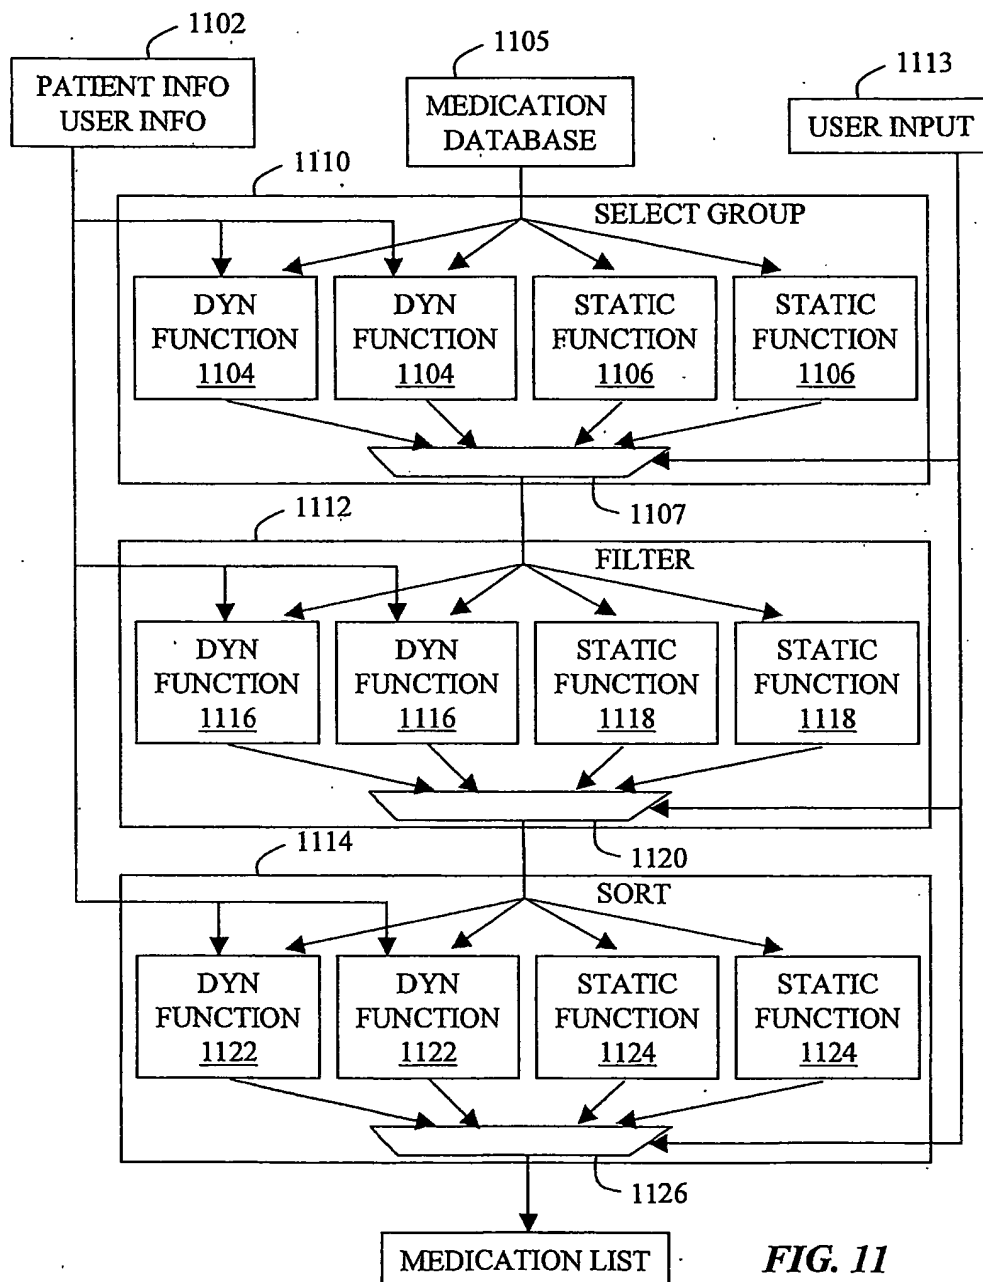 1102
PATIENT INFO
USER INFO
1105
MEDICATION
DATABASE
1113
USER INPUT
1110
SELECT GROUP
DYN
FUNCTION
1104
DYN
FUNCTION
1104
STATIC
FUNCTION
1106
STATIC
FUNCTION
1106
1107
1112
FILTER
DYN
FUNCTION
1116
DYN
FUNCTION
1116
STATIC
FUNCTION
1118
STATIC
FUNCTION
1118
1120
1114
SORT
DYN
FUNCTION
1122
DYN
FUNCTION
1122
STATIC
FUNCTION
1124
STATIC
FUNCTION
1124
1126
MEDICATION LIST
FIG. 11